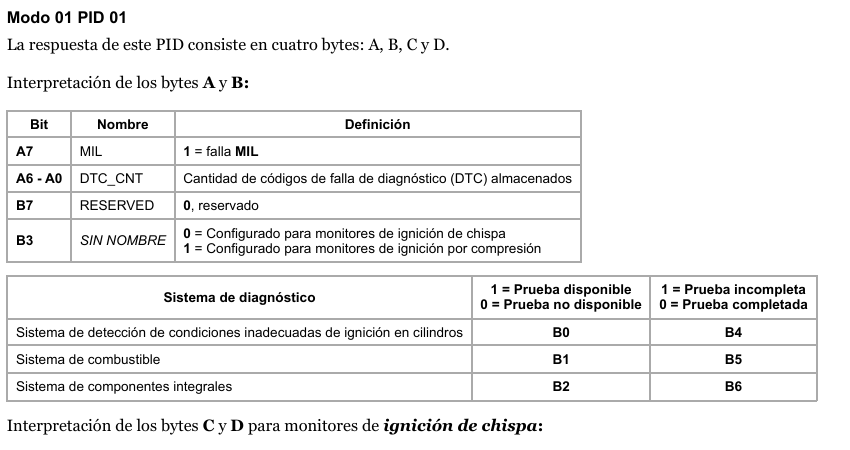 Modo 01 PID 01
La respuesta de este PID consiste en cuatro bytes: A, B, C y D.
Interpretación de los bytes A y B:
Bit Nombre Definición
A7 MIL 1 = falla MIL
A6 - A0 DTC_CNT Cantidad de códigos de falla de diagnóstico (DTC) almacenados
B7 RESERVED 0, reservado
B3 SIN NOMBRE 0 = Configurado para monitores de ignición de chispa
1 = Configurado para monitores de ignición por compresión
Sistema de diagnóstico 1 = Prueba disponible 1 = Prueba incompleta
0 = Prueba no disponible 0 = Prueba completada
Sistema de detección de condiciones inadecuadas de ignición en cilindros B0 B4
Sistema de combustible B1 B5
Sistema de componentes integrales B2 B6
Interpretación de los bytes C y D para monitores de ignición de chispa: